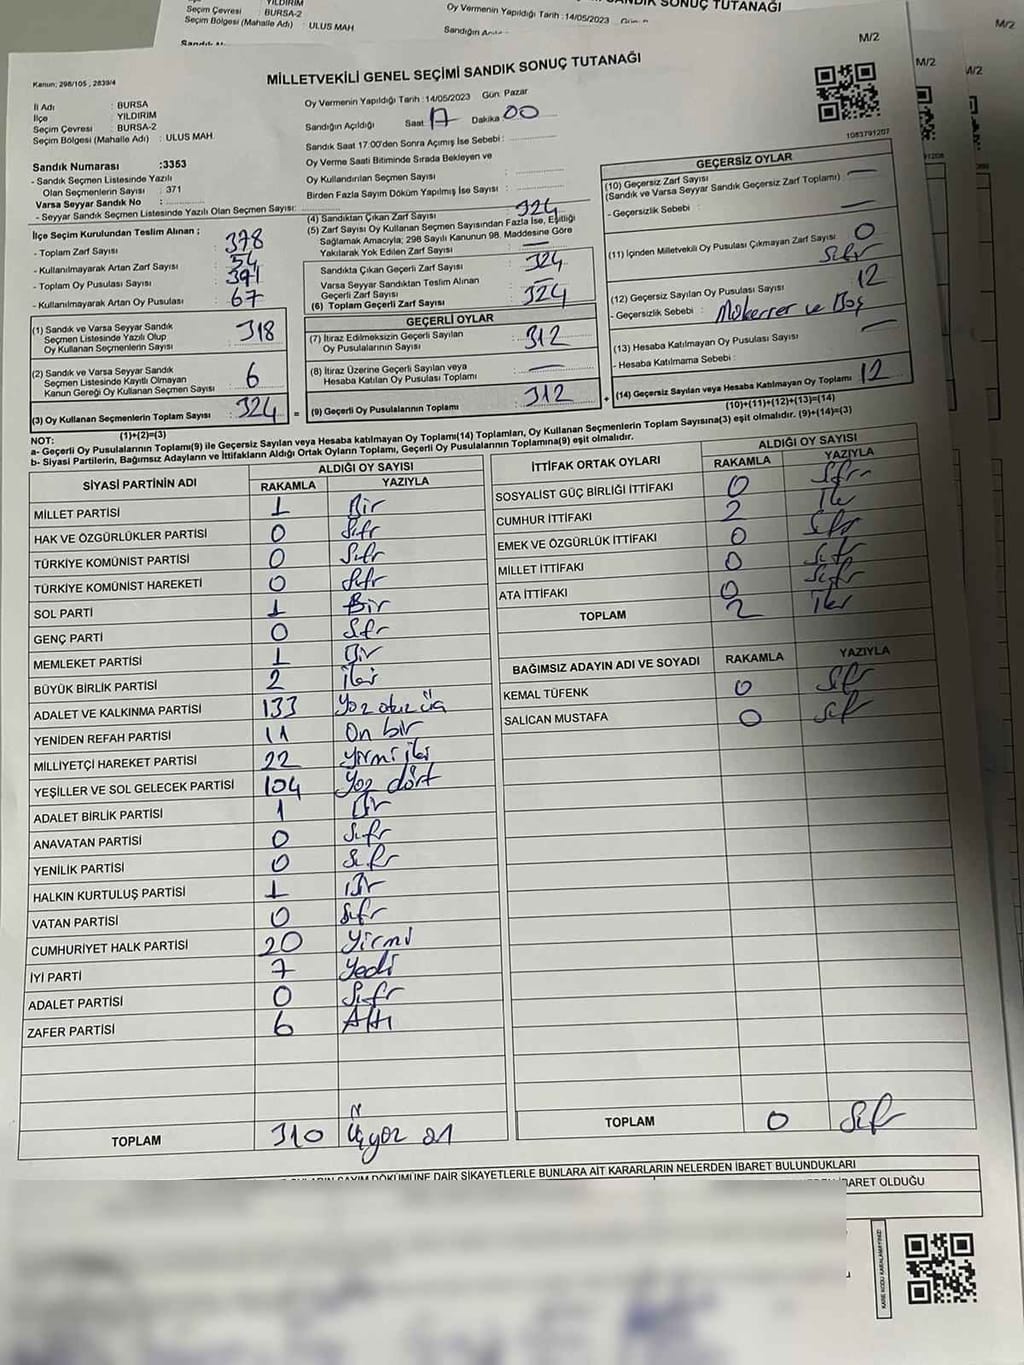 YILDIRIM
Seçim Çevresi : BURSA-2
Seçim Bölgesi (Mahalle Adı) : ULUS MAH
Oy Vermenin Yapıldığı Tarih :14/05/2023
SONUÇ TUTANAĞI
M/2
M/2
M/2
M/2
Kanun: 298/105 , 2839/4
MİLLETVEKİLİ GENEL SEÇİMİ SANDIK SONUÇ TUTANAĞI
İl Adı : BURSA
İlçe : YILDIRIM
Seçim Çevresi : BURSA-2
Seçim Bölgesi (Mahalle Adı) : ULUS MAH.
Sandık Numarası :3353
- Sandık Seçmen Listesinde Yazılı
Olan Seçmenlerin Sayısı : 371
Varsa Seyyar Sandık No :
- Seyyar Sandık Seçmen Listesinde Yazılı Olan Seçmen Sayısı:
Oy Vermenin Yapıldığı Tarih :14/05/2023 Gün: Pazar
Sandığın Açıldığı Saat 17 Dakika 00
Sandık Saat 17.00'den Sonra Açımış İse Sebebi :
Oy Verme Saati Bitiminde Sırada Bekleyen ve
Oy Kullandırılan Seçmen Sayısı :
Birden Fazla Sayım Döküm Yapılmış İse Sayısı :
1083791207
İlçe Seçim Kurulundan Teslim Alınan ;
- Toplam Zarf Sayısı : 378
- Kullanılmayarak Artan Zarf Sayısı : 54
- Toplam Oy Pusulası Sayısı : 391
- Kullanılmayarak Artan Oy Pusulası : 67
(1) Sandık ve Varsa Seyyar Sandık
Seçmen Listesinde Yazılı Olup
Oy Kullanan Seçmenlerin Sayısı : 318
(2) Sandık ve Varsa Seyyar Sandık
Seçmen Listesinde Kayıtlı Olmayan
Kanun Gereği Oy Kullanan Seçmen Sayısı : 6
(3) Oy Kullanan Seçmenlerin Toplam Sayısı : 324
(1)+(2)=(3)
(4) Sandıktan Çıkan Zarf Sayısı : 324
(5) Zarf Sayısı Oy Kullanan Seçmen Sayısından Fazla İse, Eşitliği
Sağlamak Amacıyla; 298 Sayılı Kanunun 98. Maddesine Göre
Yakılarak Yok Edilen Zarf Sayısı : —
Sandıkta Çıkan Geçerli Zarf Sayısı : 324
Varsa Seyyar Sandıktan Teslim Alınan
Geçerli Zarf Sayısı : —
(6) Toplam Geçerli Zarf Sayısı : 324
GEÇERLİ OYLAR
(7) İtiraz Edilmeksizin Geçerli Sayılan
Oy Pusulalarının Sayısı : 312
(8) İtiraz Üzerine Geçerli Sayılan veya
Hesaba Katılan Oy Pusulası Toplamı : —
= (9) Geçerli Oy Pusulalarının Toplamı : 312
GEÇERSİZ OYLAR
(10) Geçersiz Zarf Sayısı : —
(Sandık ve Varsa Seyyar Sandık Geçersiz Zarf Toplamı)
- Geçersizlik Sebebi : —
(11) İçinden Milletvekili Oy Pusulası Çıkmayan Zarf Sayısı : 0
Sıfır
(12) Geçersiz Sayılan Oy Pusulası Sayısı : 12
- Geçersizlik Sebebi : Mükerrer ve Boş
(13) Hesaba Katılmayan Oy Pusulası Sayısı : —
- Hesaba Katılmama Sebebi :
+ (14) Geçersiz Sayılan veya Hesaba Katılmayan Oy Toplamı : 12
(10)+(11)+(12)+(13)=(14)
NOT:
a- Geçerli Oy Pusulalarının Toplamı(9) ile Geçersiz Sayılan veya Hesaba katılmayan Oy Toplamı(14) Toplamları, Oy Kullanan Seçmenlerin Toplam Sayısına(3) eşit olmalıdır. (9)+(14)=(3)
b- Siyasi Partilerin, Bağımsız Adayların ve İttifakların Aldığı Ortak Oyların Toplamı, Geçerli Oy Pusulalarının Toplamına(9) eşit olmalıdır.
SİYASİ PARTİNİN ADI
ALDIĞI OY SAYISI
RAKAMLA YAZIYLA
MİLLET PARTİSİ 1 Bir
HAK VE ÖZGÜRLÜKLER PARTİSİ 0 Sıfır
TÜRKİYE KOMÜNİST PARTİSİ 0 Sıfır
TÜRKİYE KOMÜNİST HAREKETİ 0 Sıfır
SOL PARTİ 1 Bir
GENÇ PARTİ 0 Sıfır
MEMLEKET PARTİSİ 1 Bir
BÜYÜK BİRLİK PARTİSİ 2 iki
ADALET VE KALKINMA PARTİSİ 133 Yüz otuz üç
YENİDEN REFAH PARTİSİ 11 On bir
MİLLİYETÇİ HAREKET PARTİSİ 22 yirmi iki
YEŞİLLER VE SOL GELECEK PARTİSİ 104 Yüz dört
ADALET BİRLİK PARTİSİ 1 Bir
ANAVATAN PARTİSİ 0 Sıfır
YENİLİK PARTİSİ 0 Sıfır
HALKIN KURTULUŞ PARTİSİ 1 Bir
VATAN PARTİSİ 0 Sıfır
CUMHURİYET HALK PARTİSİ 20 Yirmi
İYİ PARTİ 7 Yedi
ADALET PARTİSİ 0 Sıfır
ZAFER PARTİSİ 6 Altı
TOPLAM 310 Üçyüz on
İTTİFAK ORTAK OYLARI
ALDIĞI OY SAYISI
RAKAMLA YAZIYLA
SOSYALİST GÜÇ BİRLİĞİ İTTİFAKI 0 Sıfır
CUMHUR İTTİFAKI 2 İki
EMEK VE ÖZGÜRLÜK İTTİFAKI 0 Sıfır
MİLLET İTTİFAKI 0 Sıfır
ATA İTTİFAKI 0 Sıfır
TOPLAM 2 İki
BAĞIMSIZ ADAYIN ADI VE SOYADI RAKAMLA YAZIYLA
KEMAL TÜFENK 0 Sıfır
SALİCAN MUSTAFA 0 Sıfır
TOPLAM 0 Sıfır
SAYIM DÖKÜMÜNE DAİR ŞİKAYETLERLE BUNLARA AİT KARARLARIN NELERDEN İBARET BULUNDUKLARI
İBARET OLDUĞU
KARE KODU KARALAMAYINIZ!